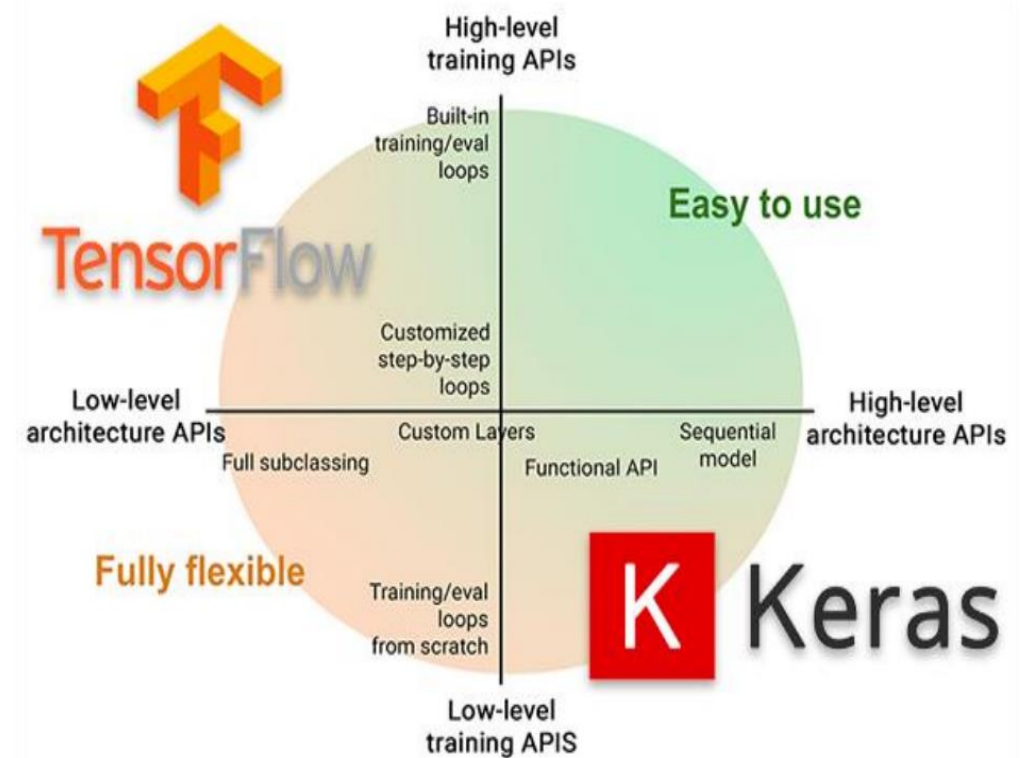 High-level
training APIs
Built-in
training/eval
loops
Easy to use
TensorFlow
Customized
step-by-step
loops
Low-level
architecture APIs
High-level
architecture APIs
Custom Layers
Sequential
model
Full subclassing
Functional API
Fully flexible
Training/eval
loops
from scratch
K Keras
Low-level
training APIS